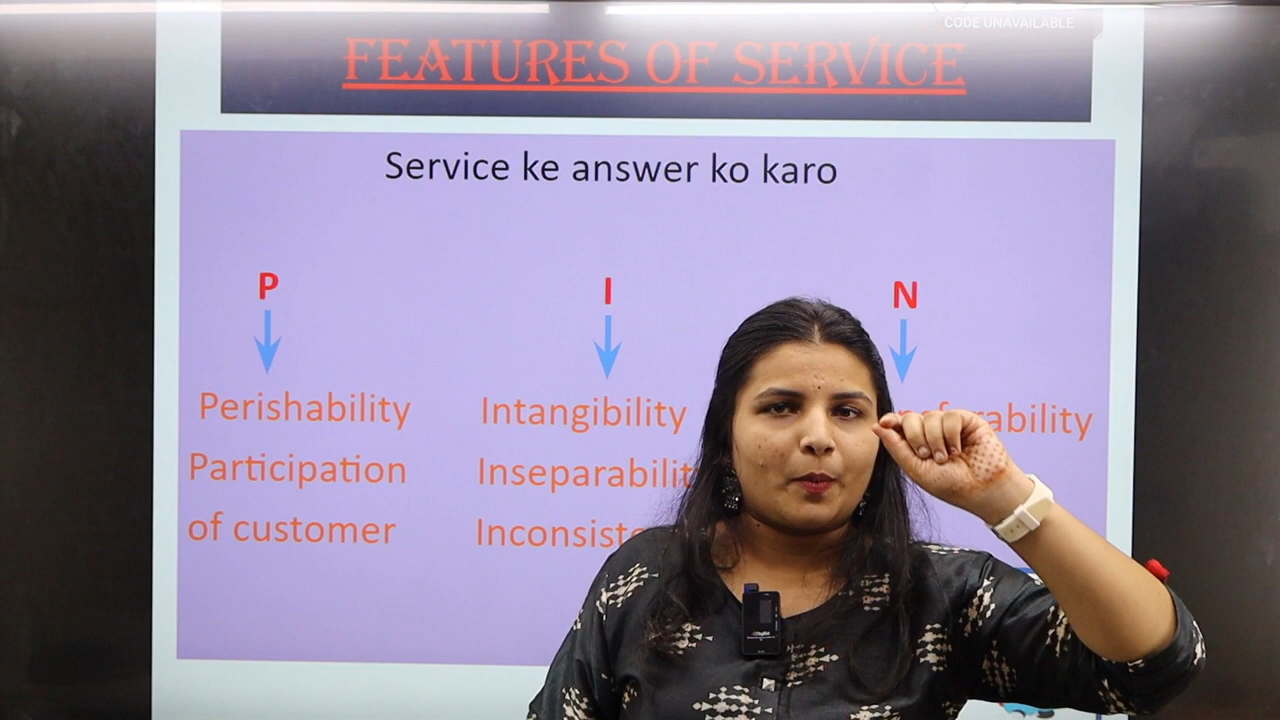 CODE UNAVAILABLE
FEATURES OF SERVICE
Service ke answer ko karo
P I N
Perishability Intangibility
Participation
of customer